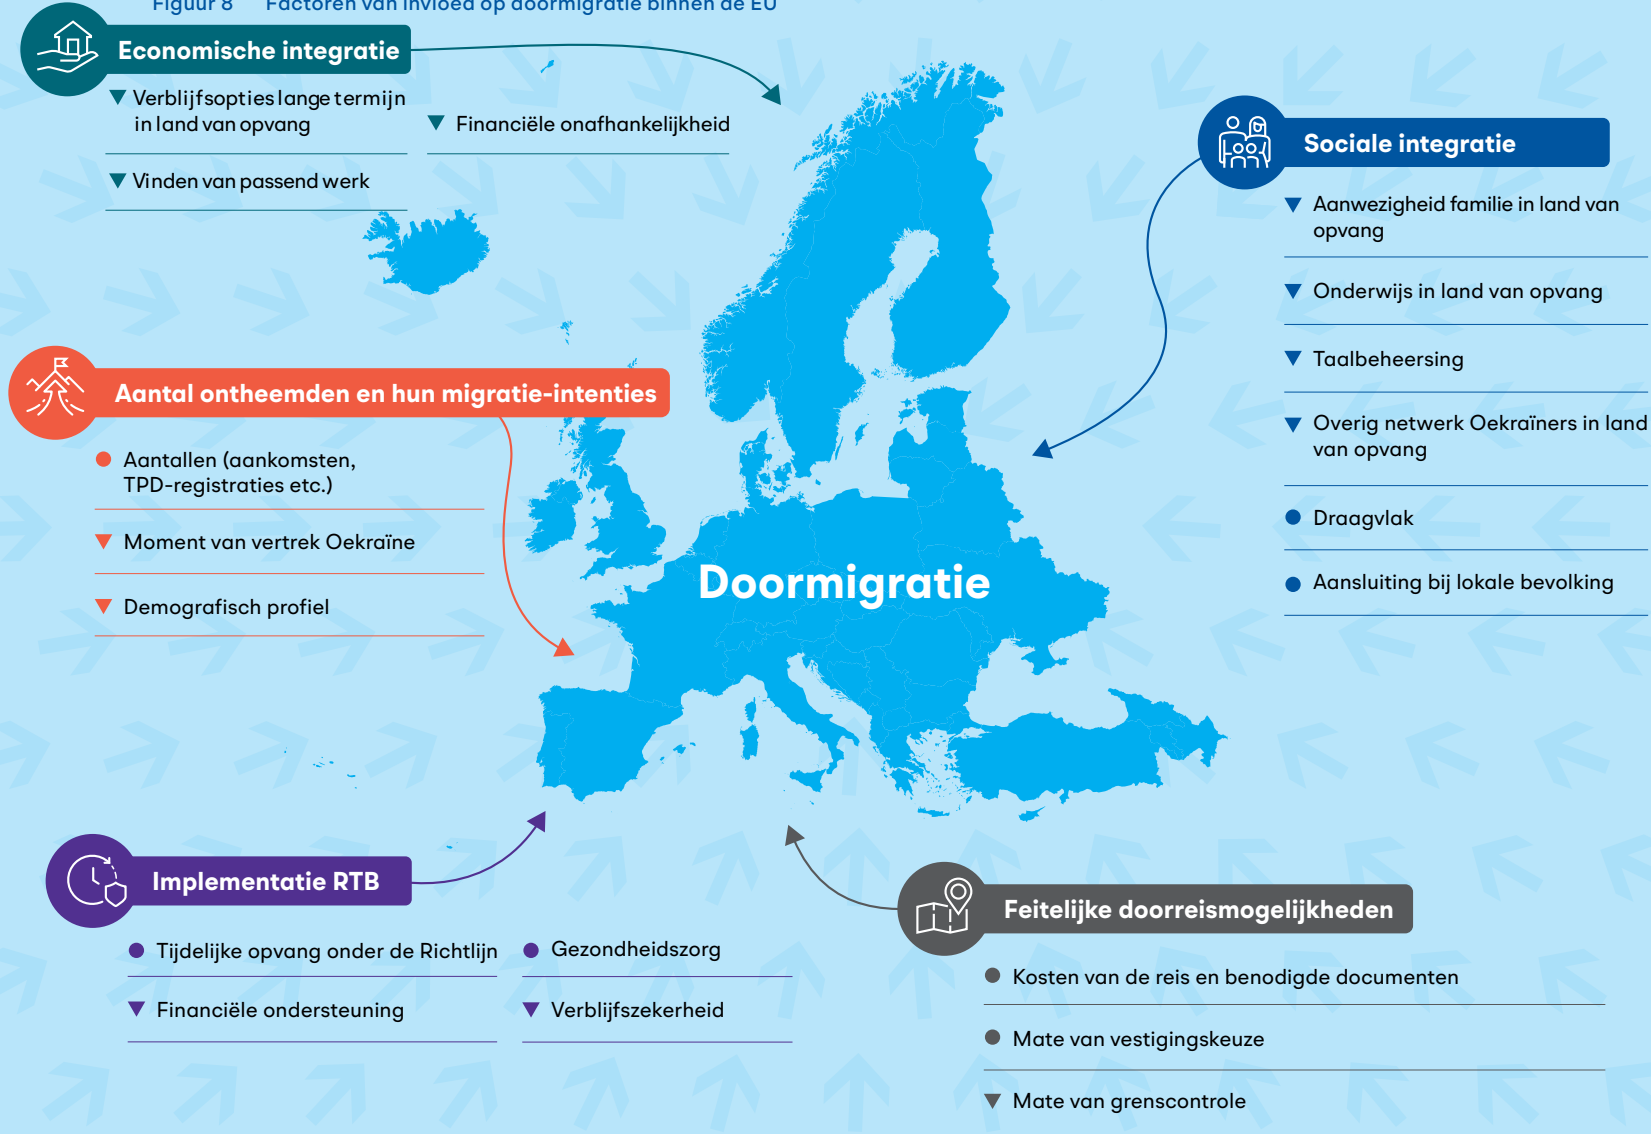 Figuur 8 Factoren van invloed op doormigratie binnen de EU
Economische integratie
▼ Verblijfsopties lange termijn
in land van opvang
▼ Vinden van passend werk
▼ Financiële onafhankelijkheid
Sociale integratie
▼ Aanwezigheid familie in land van
opvang
▼ Onderwijs in land van opvang
▼ Taalbeheersing
▼ Overig netwerk Oekraïners in land
van opvang
● Draagvlak
● Aansluiting bij lokale bevolking
Aantal ontheemden en hun migratie-intenties
● Aantallen (aankomsten,
TPD-registraties etc.)
▼ Moment van vertrek Oekraïne
▼ Demografisch profiel
Doormigratie
Implementatie RTB
● Tijdelijke opvang onder de Richtlijn
▼ Financiële ondersteuning
● Gezondheidszorg
▼ Verblijfszekerheid
Feitelijke doorreismogelijkheden
● Kosten van de reis en benodigde documenten
● Mate van vestigingskeuze
▼ Mate van grenscontrole